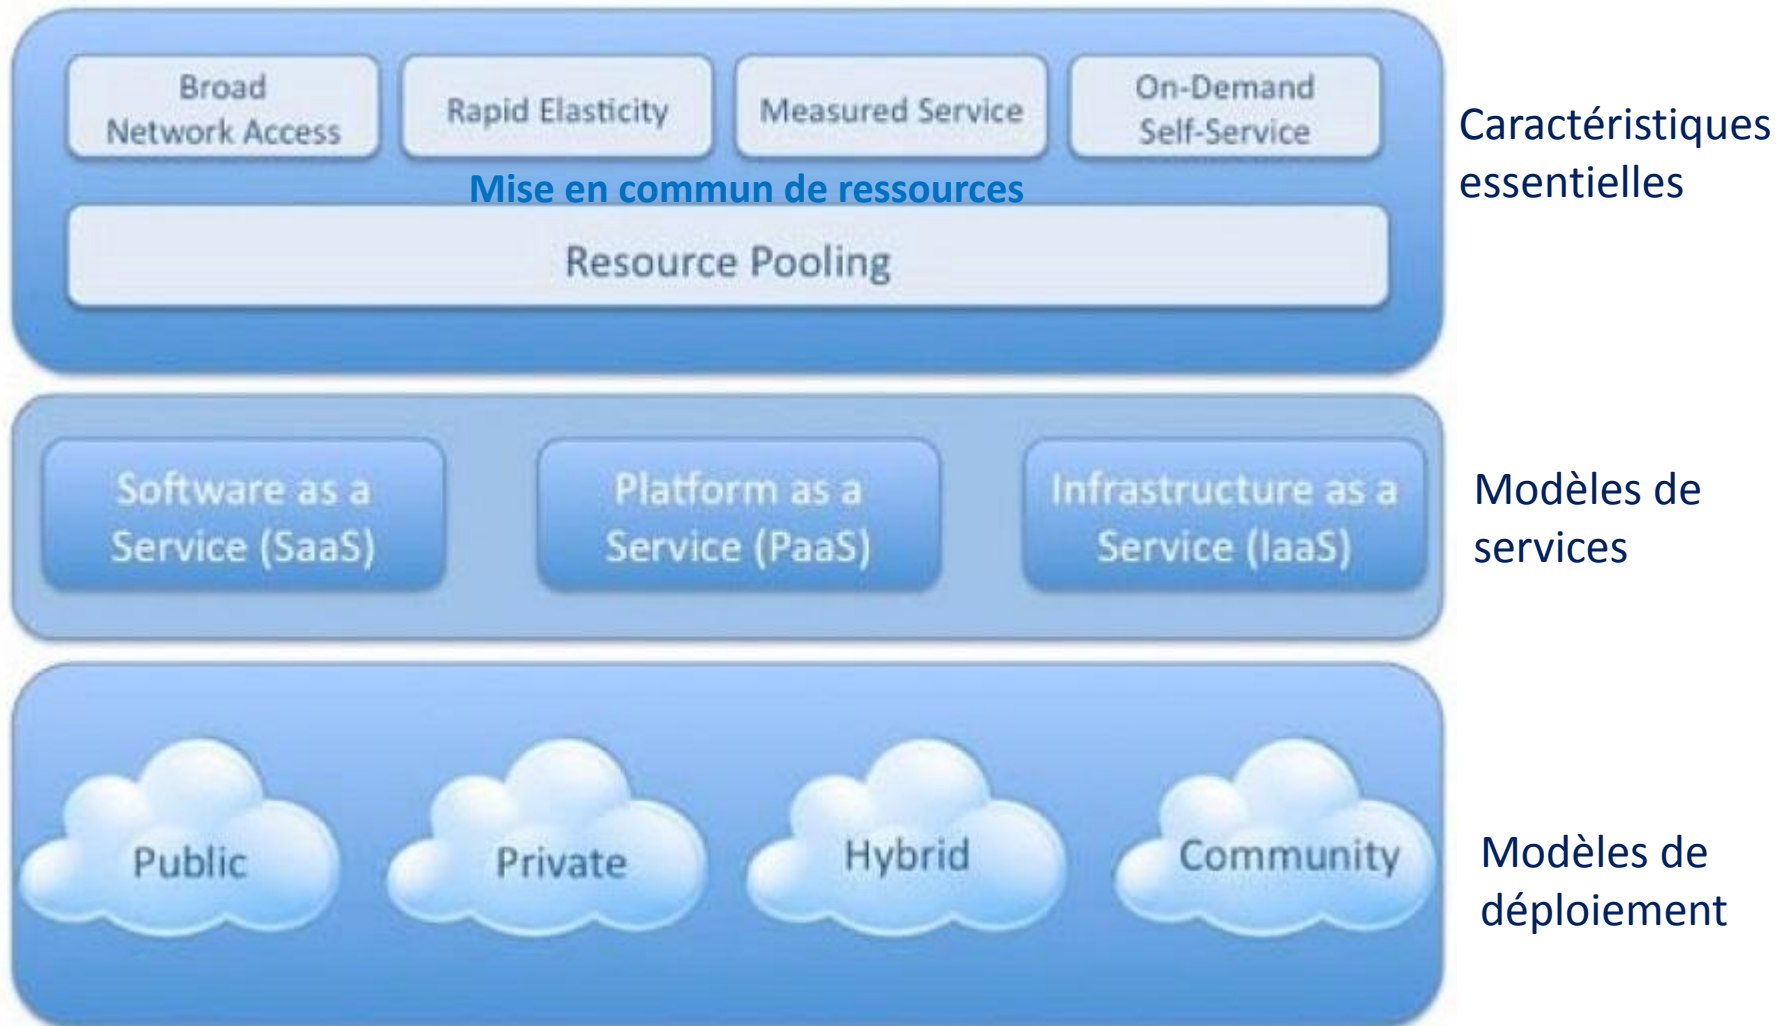 Broad
Network Access
Rapid Elasticity
Measured Service
On-Demand
Self-Service
Caractéristiques
essentielles
Mise en commun de ressources
Resource Pooling
Software as a
Service (SaaS)
Platform as a
Service (PaaS)
Infrastructure as a
Service (IaaS)
Modèles de
services
Public
Private
Hybrid
Community
Modèles de
déploiement